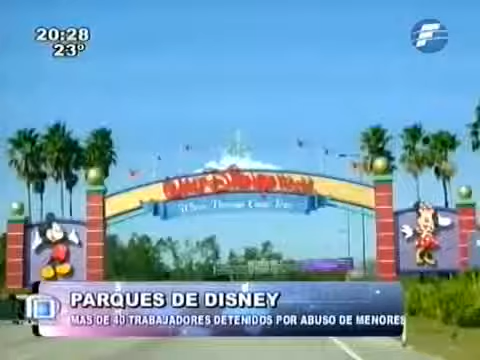 20:28
23°
Walt Disney World
Where Dreams Come True
PARQUES DE DISNEY
MAS DE 40 TRABAJADORES DETENIDOS POR ABUSO DE MENORES